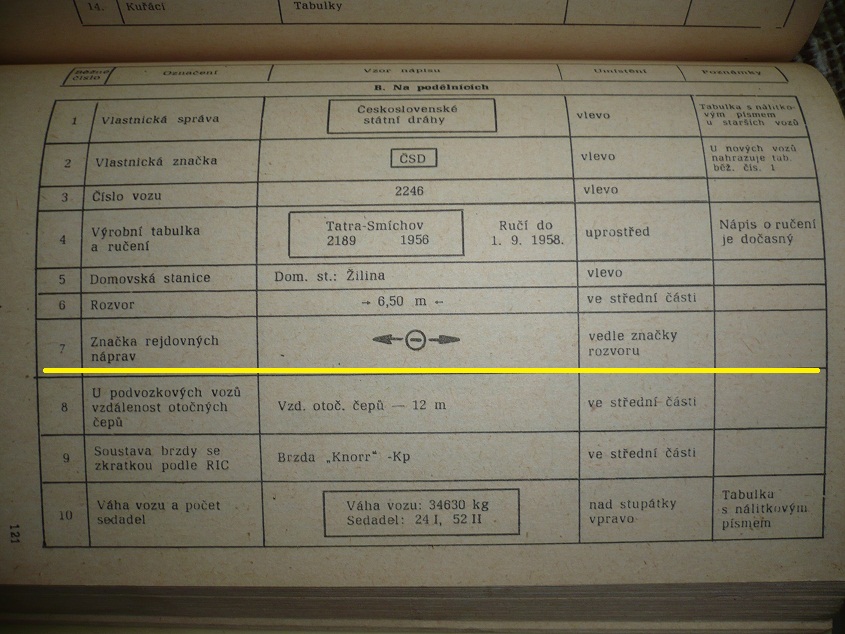 14. Kuřáci Tabulky
Běžné číslo Označení Vzor nápisu Umístění Poznámky
B. Na podélnicích
1 Vlastnická správa Československé státní dráhy vlevo Tabulka s nálitko-
vým písmem
u starších vozů
2 Vlastnická značka ČSD vlevo U nových vozů
nahrazuje tab.
běž. čís. 1
3 Číslo vozu 2246 vlevo
4 Výrobní tabulka
a ručení
Tatra-Smíchov
2189 1956
Ručí do
1. 9. 1958.
uprostřed
Nápis o ručení
je dočasný
5 Domovská stanice Dom. st.: Žilina vlevo
6 Rozvor → 6,50 m ← ve střední části
7 Značka rejdovných
náprav
vedle značky
rozvoru
8 U podvozkových vozů
vzdálenost otočných
čepů
Vzd. otoč. čepů — 12 m
ve střední části
9 Soustava brzdy se
zkratkou podle RIC
Brzda „Knorr" -Kp
ve střední části
10 Váha vozu a počet
sedadel
Váha vozu: 34630 kg
Sedadel: 24 I, 52 II
nad stupátky
vpravo
Tabulka
s nálitkovým
písmem
121